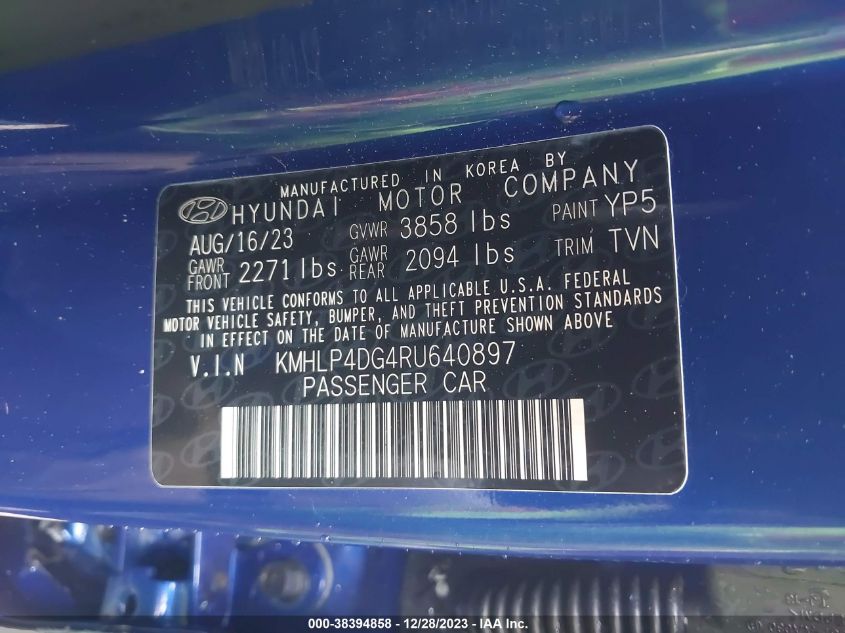 MANUFACTURED IN KOREA BY
HYUNDAI MOTOR COMPANY
AUG/16/23 GVWR 3858 lbs PAINT YP5
GAWR FRONT 2271 lbs GAWR REAR 2094 lbs TRIM TVN
THIS VEHICLE CONFORMS TO ALL APPLICABLE U.S.A. FEDERAL
MOTOR VEHICLE SAFETY, BUMPER, AND THEFT PREVENTION STANDARDS
IN EFFECT ON THE DATE OF MANUFACTURE SHOWN ABOVE
V.I.N KMHLP4DG4RU640897
PASSENGER CAR
000-38394858 - 12/28/2023 - IAA Inc.